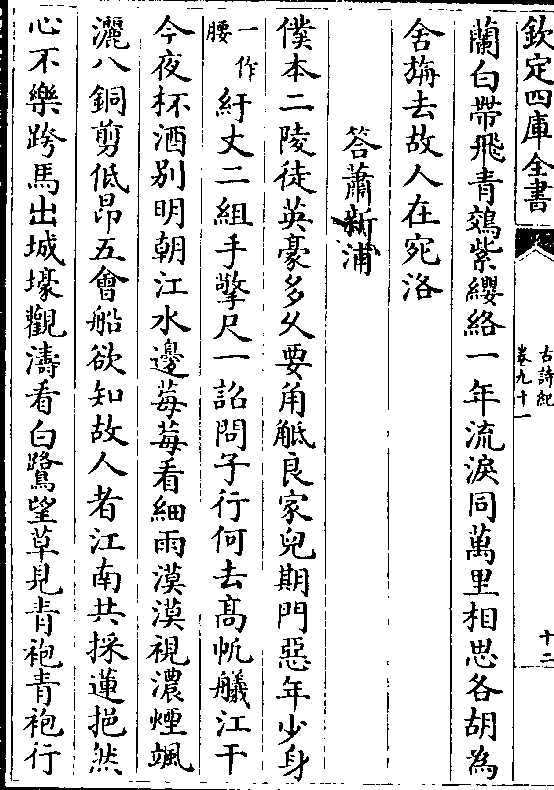 欽定四庫全書
古詩紀
卷九十一
十二
蘭白帶飛青鳷紫纓絡一年流淚同萬里相思各胡為
舍旃去故人在宛洛
答蕭新浦
僕本二陵徒英豪多久要角觝良家兒期門惡年少身
一作腰紆丈二組手擎尺一詔問子行何去高帆艤江干
今夜杯酒別明朝江水邊莓莓看細雨漠漠視濃煙颯
灑八銅剪低昂五會船欲知故人者江南共採蓮挹然
心不樂跨馬出城壕觀濤看白鷺望草見青袍青袍行